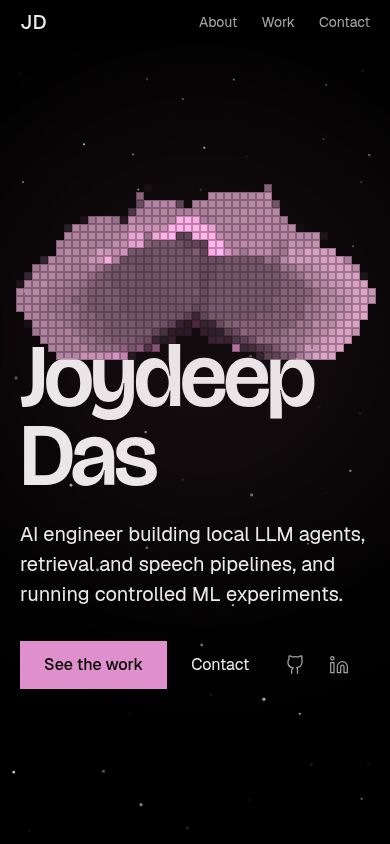 JD
About Work Contact
Joydeep
Das
AI engineer building local LLM agents,
retrieval and speech pipelines, and
running controlled ML experiments.
See the work Contact